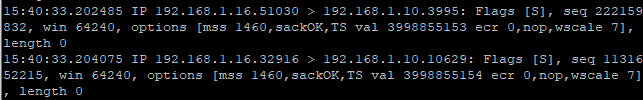 15:40:33.202485 IP 192.168.1.16.51030 > 192.168.1.10.3995: Flags [S], seq 222159
832, win 64240, options [mss 1460,sackOK,TS val 3998855153 ecr 0,nop,wscale 7],
length 0
15:40:33.204075 IP 192.168.1.16.32916 > 192.168.1.10.10629: Flags [S], seq 11316
52215, win 64240, options [mss 1460,sackOK,TS val 3998855154 ecr 0,nop,wscale 7]
, length 0